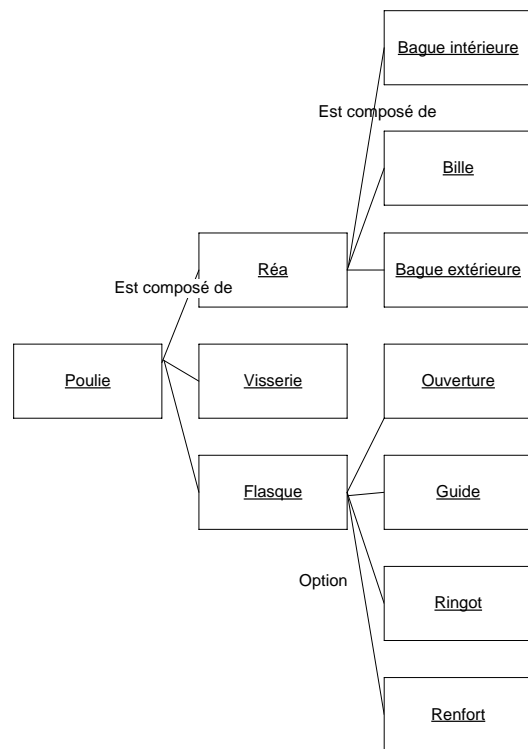 Bague intérieure
Est composé de
Bille
Réa
Bague extérieure
Est composé de
Poulie
Visserie
Ouverture
Flasque
Guide
Option
Ringot
Renfort